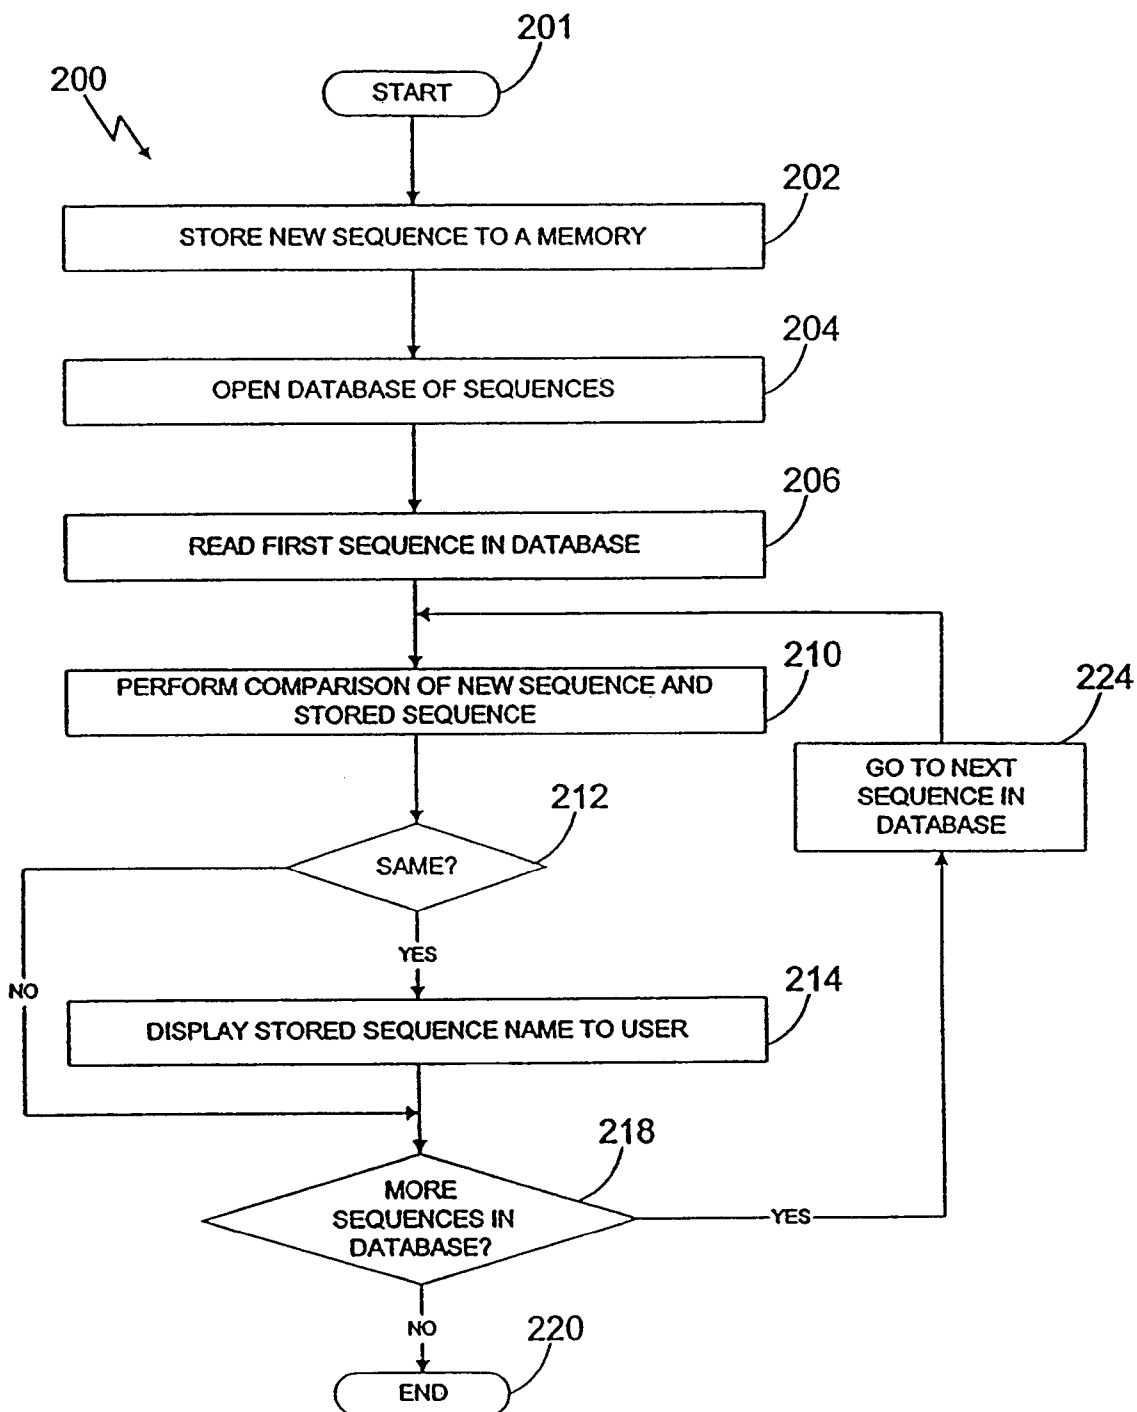 201
200
START
202
STORE NEW SEQUENCE TO A MEMORY
204
OPEN DATABASE OF SEQUENCES
206
READ FIRST SEQUENCE IN DATABASE
210
PERFORM COMPARISON OF NEW SEQUENCE AND
STORED SEQUENCE
224
GO TO NEXT
SEQUENCE IN
DATABASE
212
SAME?
YES
NO
214
DISPLAY STORED SEQUENCE NAME TO USER
218
MORE
SEQUENCES IN
DATABASE?
YES
NO
220
END